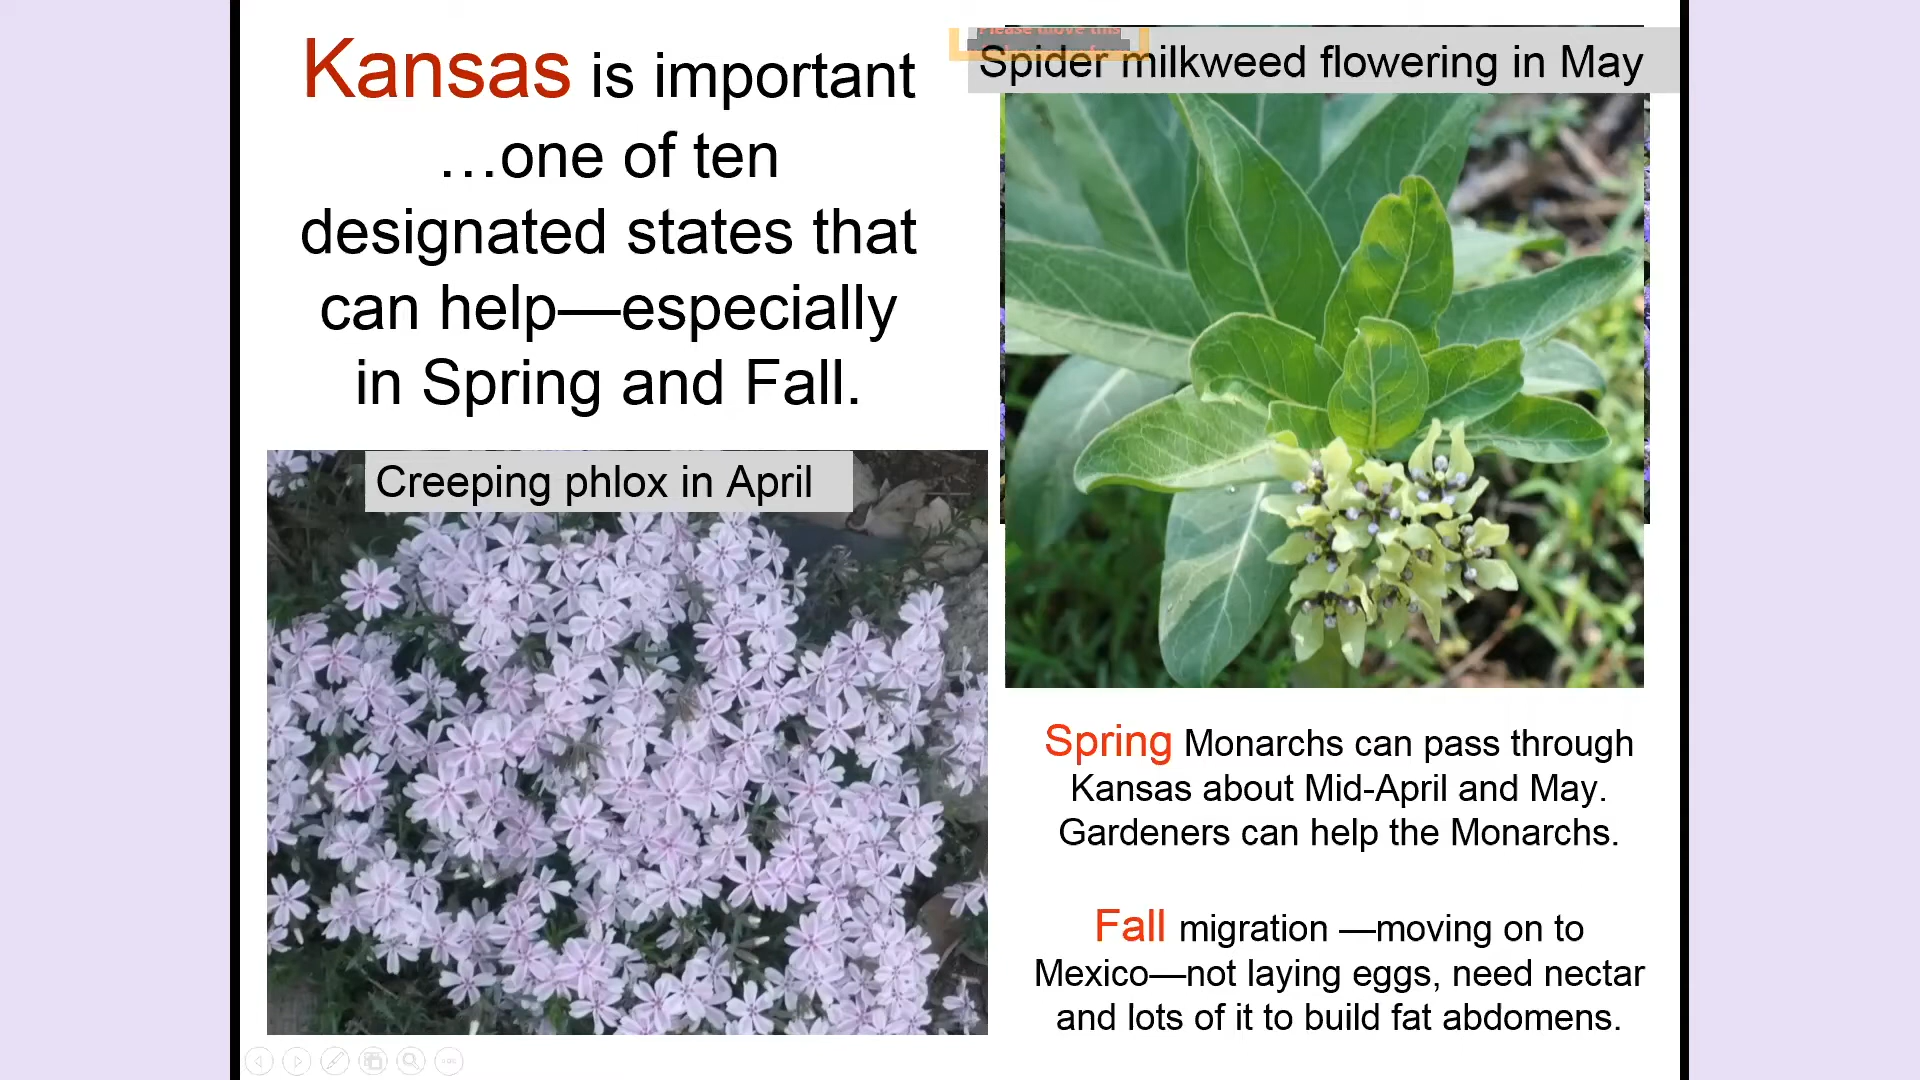 Kansas is important
…one of ten
designated states that
can help—especially
in Spring and Fall.
Please move this
Spider milkweed flowering in May
Creeping phlox in April
Spring Monarchs can pass through
Kansas about Mid-April and May.
Gardeners can help the Monarchs.
Fall migration —moving on to
Mexico—not laying eggs, need nectar
and lots of it to build fat abdomens.